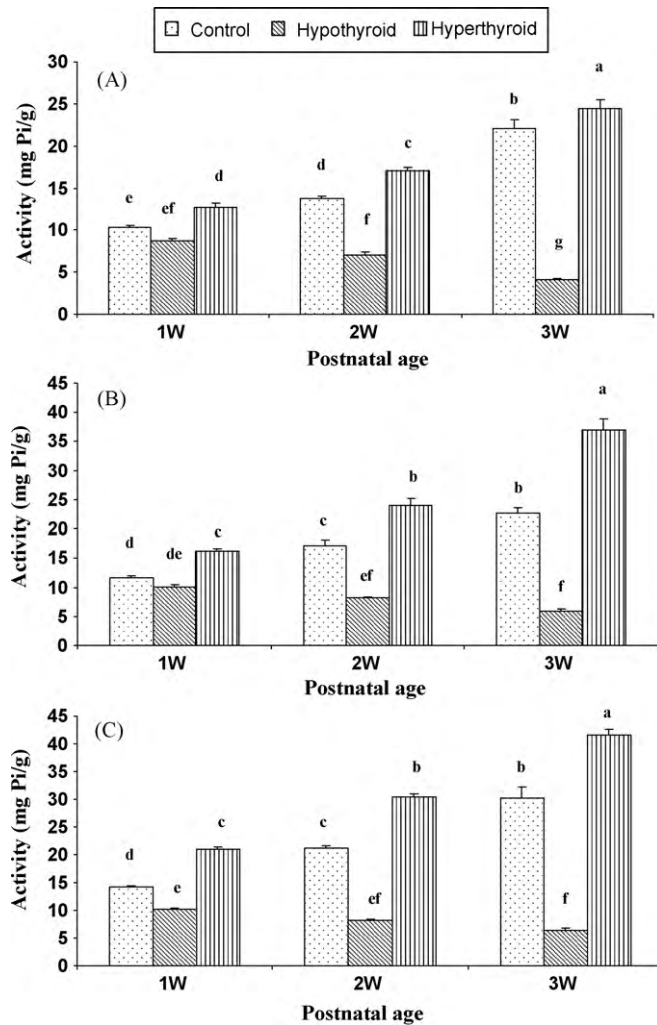 Control Hypothyroid Hyperthyroid
(A)
Activity (mg Pi/g)
30
25
20
15
10
5
0
e ef d d f c b g a
1W 2W 3W
Postnatal age
(B)
Activity (mg Pi/g)
45
40
35
30
25
20
15
10
5
0
d de c c ef b b f a
1W 2W 3W
Postnatal age
(C)
Activity (mg Pi/g)
45
40
35
30
25
20
15
10
5
0
d e c c ef b b f a
1W 2W 3W
Postnatal age